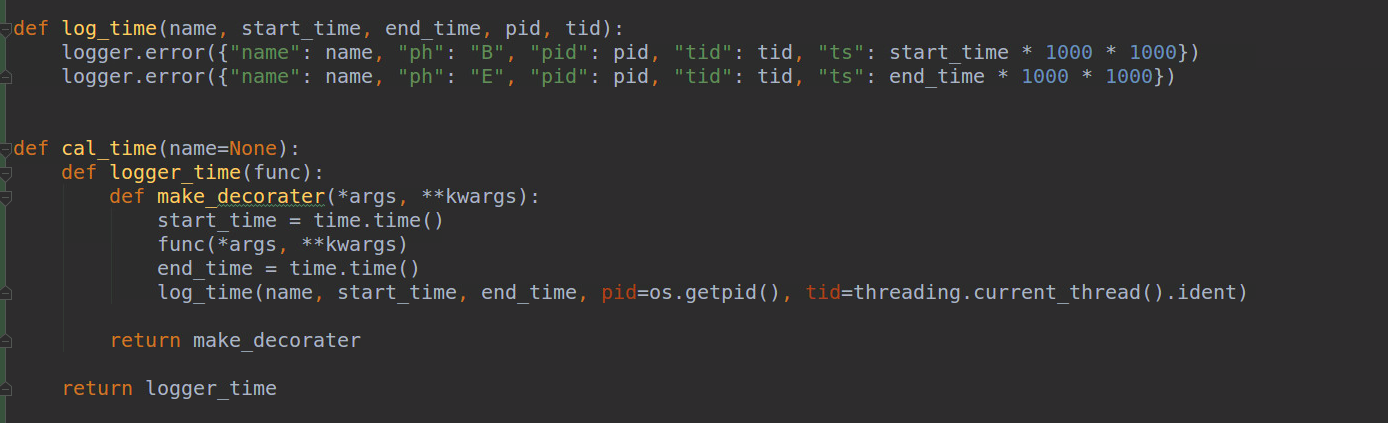 def log_time(name, start_time, end_time, pid, tid):
    logger.error({"name": name, "ph": "B", "pid": pid, "tid": tid, "ts": start_time * 1000 * 1000})
    logger.error({"name": name, "ph": "E", "pid": pid, "tid": tid, "ts": end_time * 1000 * 1000})
def cal_time(name=None):
    def logger_time(func):
        def make_decorater(*args, **kwargs):
            start_time = time.time()
            func(*args, **kwargs)
            end_time = time.time()
            log_time(name, start_time, end_time, pid=os.getpid(), tid=threading.current_thread().ident)
        return make_decorater
    return logger_time